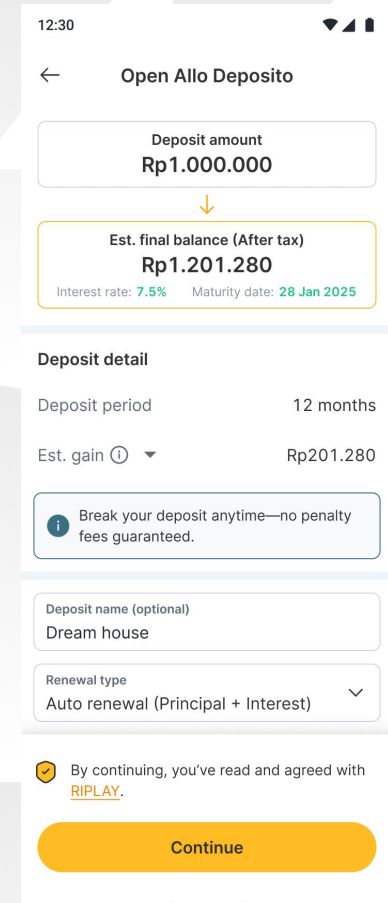 12:30
Open Allo Deposito
Deposit amount
Rp1.000.000
Est. final balance (After tax)
Rp1.201.280
Interest rate: 7.5% Maturity date: 28 Jan 2025
Deposit detail
Deposit period 12 months
Est. gain Rp201.280
Break your deposit anytime—no penalty
fees guaranteed.
Deposit name (optional)
Dream house
Renewal type
Auto renewal (Principal + Interest)
By continuing, you’ve read and agreed with
RIPLAY.
Continue